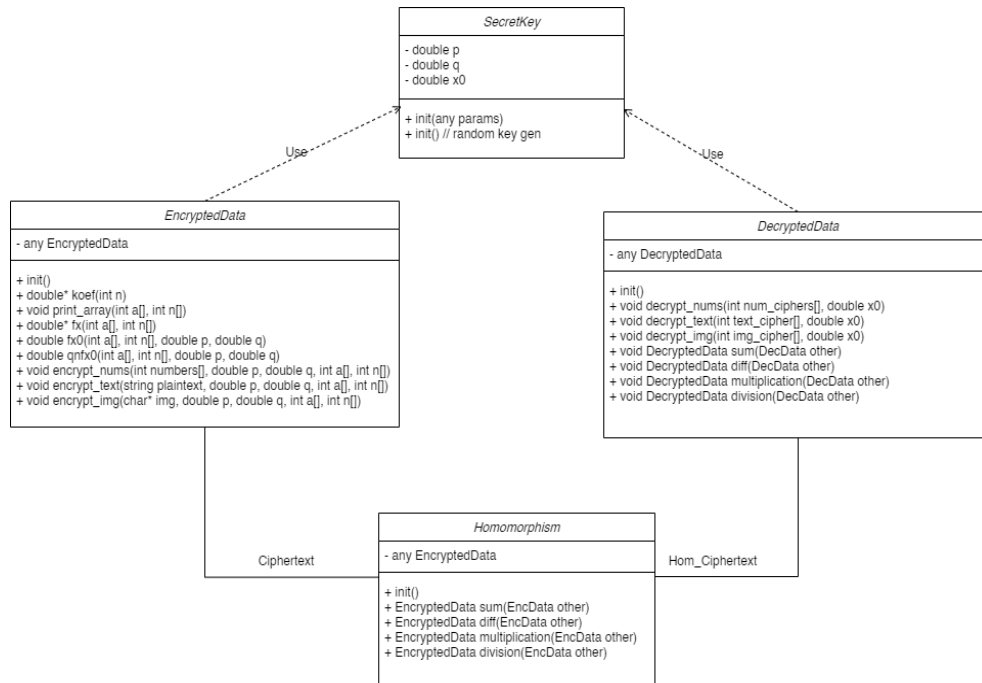 SecretKey
- double p
- double q
- double x0
+ init(any params)
+ init() // random key gen
Use
Use
EncryptedData
- any EncryptedData
+ init()
+ double* koef(int n)
+ void print_array(int a[], int n[])
+ double* fx(int a[], int n[])
+ double fx0(int a[], int n[], double p, double q)
+ double qnfx0(int a[], int n[], double p, double q)
+ void encrypt_nums(int numbers[], double p, double q, int a[], int n[])
+ void encrypt_text(string plaintext, double p, double q, int a[], int n[])
+ void encrypt_img(char* img, double p, double q, int a[], int n[])
DecryptedData
- any DecryptedData
+ init()
+ void decrypt_nums(int num_ciphers[], double x0)
+ void decrypt_text(int text_cipher[], double x0)
+ void decrypt_img(int img_cipher[], double x0)
+ void DecryptedData sum(DecData other)
+ void DecryptedData diff(DecData other)
+ void DecryptedData multiplication(DecData other)
+ void DecryptedData division(DecData other)
Ciphertext
Hom_Ciphertext
Homomorphism
- any EncryptedData
+ init()
+ EncryptedData sum(EncData other)
+ EncryptedData diff(EncData other)
+ EncryptedData multiplication(EncData other)
+ EncryptedData division(EncData other)